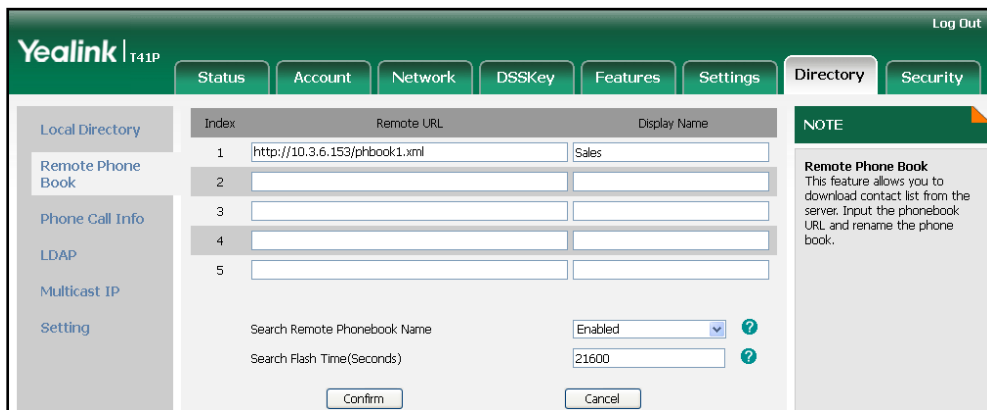 Log Out
Yealink | T41P
Status Account Network DSSKey Features Settings Directory Security
Local Directory
Remote Phone
Book
Phone Call Info
LDAP
Multicast IP
Setting
Index Remote URL Display Name
1 http://10.3.6.153/phbook1.xml Sales
2
3
4
5
Search Remote Phonebook Name Enabled ?
Search Flash Time(Seconds) 21600 ?
Confirm Cancel
NOTE
Remote Phone Book
This feature allows you to
download contact list from the
server. Input the phonebook
URL and rename the phone
book.